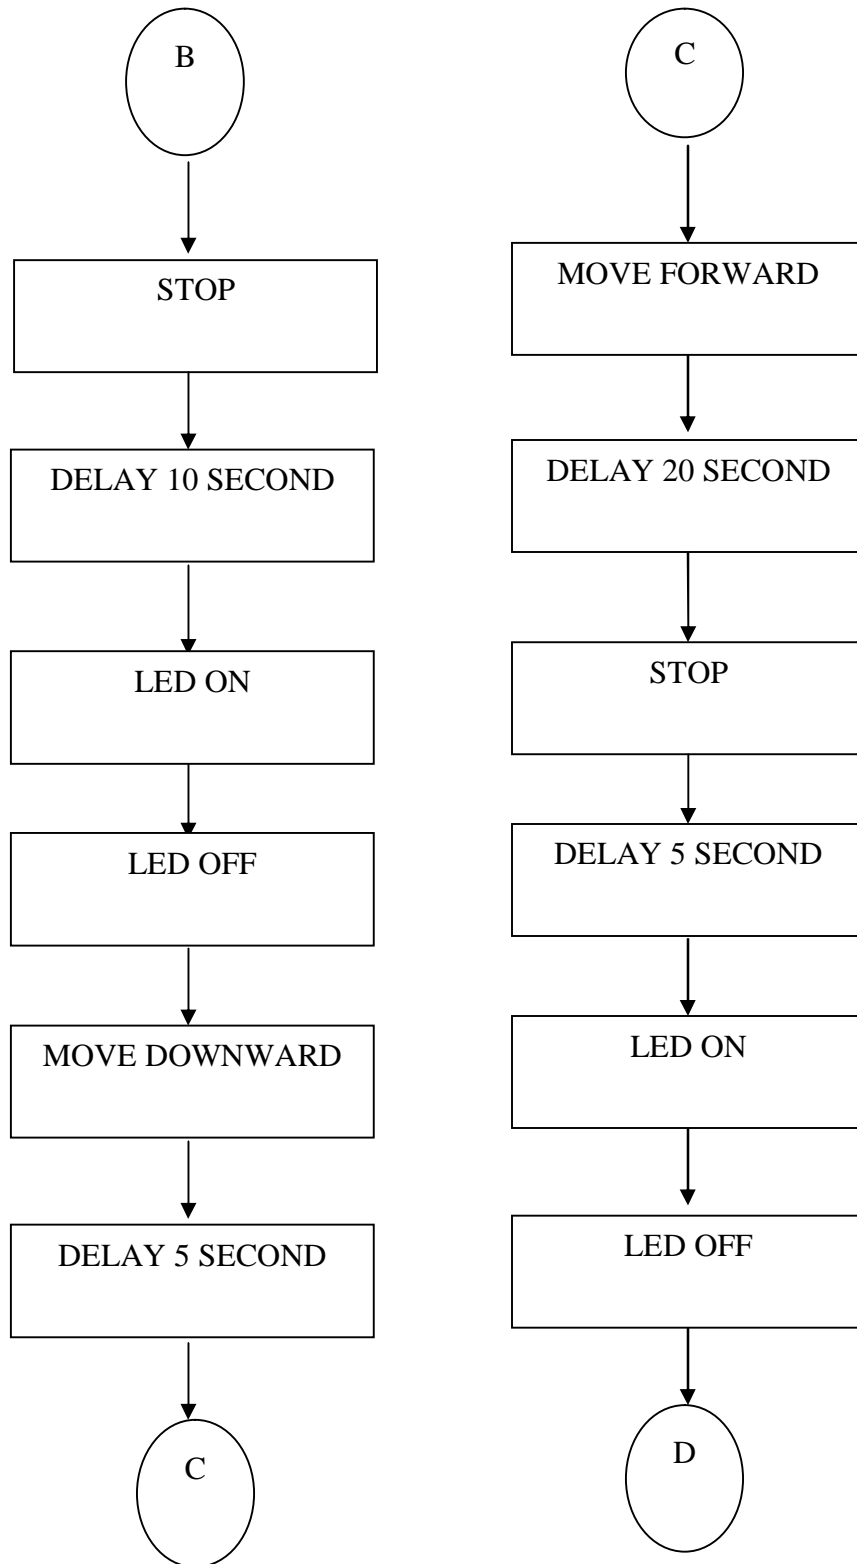 B
STOP
DELAY 10 SECOND
LED ON
LED OFF
MOVE DOWNWARD
DELAY 5 SECOND
C
C
MOVE FORWARD
DELAY 20 SECOND
STOP
DELAY 5 SECOND
LED ON
LED OFF
D